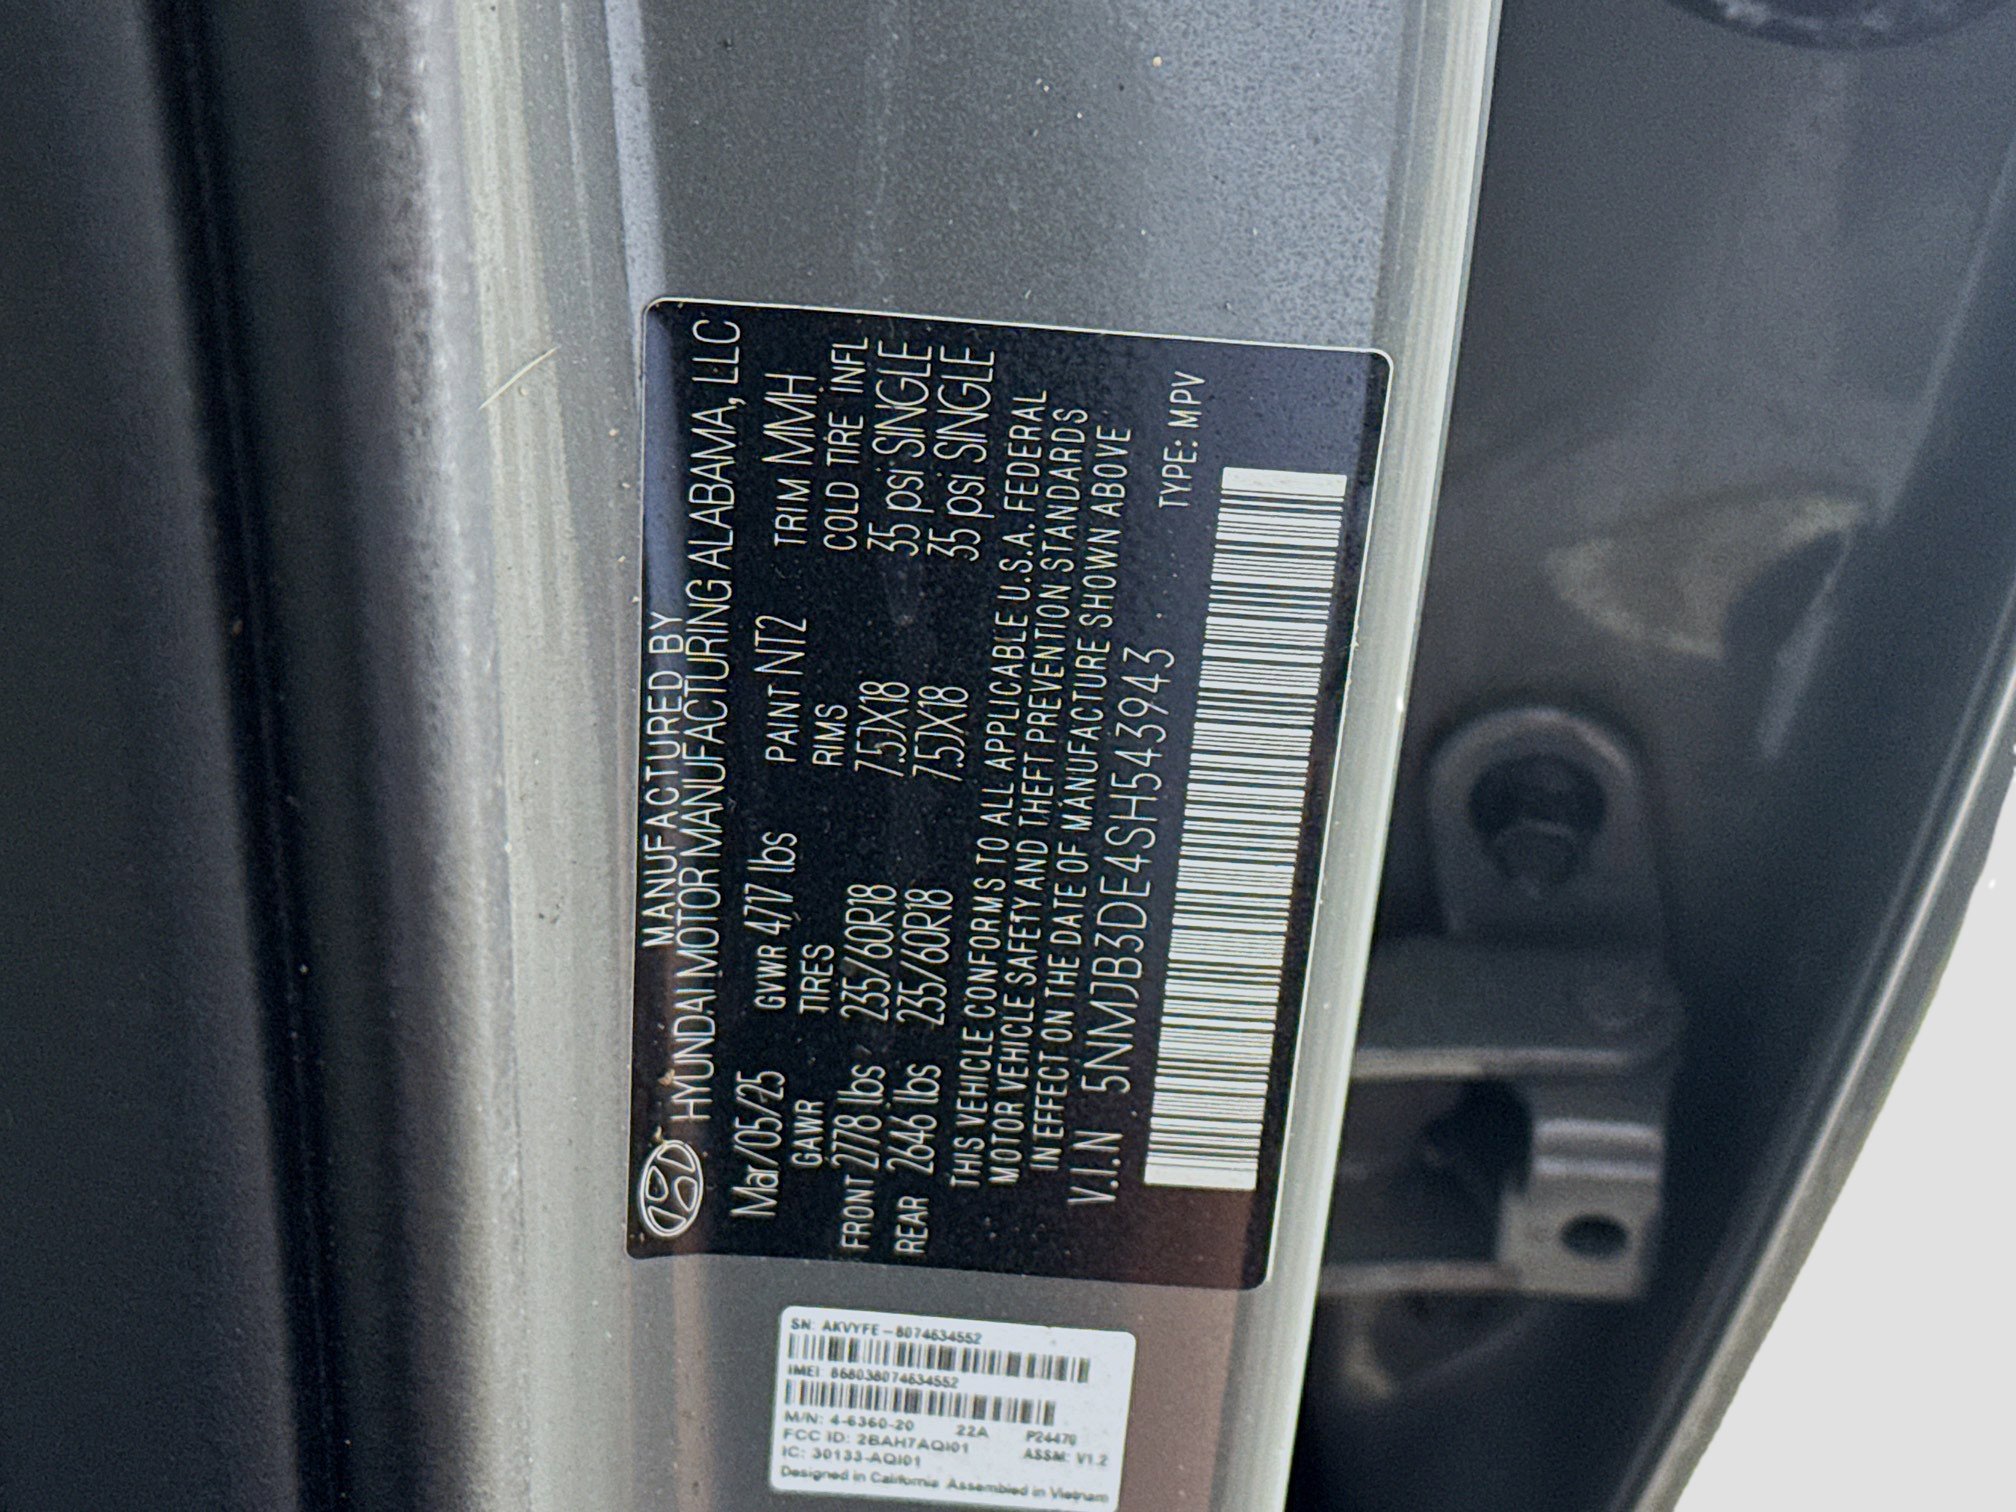 MANUFACTURED BY
HYUNDAI MOTOR MANUFACTURING ALABAMA, LLC
Mar/05/25 GVWR 4717 lbs PAINT NT2 TRIM MMH
GAWR TIRES RIMS COLD TIRE INFL
FRONT 2778 lbs 235/60R18 7.5JX18 35 psi SINGLE
REAR 2646 lbs 235/60R18 7.5JX18 35 psi SINGLE
THIS VEHICLE CONFORMS TO ALL APPLICABLE U.S.A. FEDERAL
MOTOR VEHICLE SAFETY AND THEFT PREVENTION STANDARDS
IN EFFECT ON THE DATE OF MANUFACTURE SHOWN ABOVE
V.I.N 5NMJB3DE4SH543943 TYPE: MPV
SN: AKVYFE-8074634552
IMEI: 868038074634552
M/N: 4-6360-20 22A P24470
FCC ID: 2BAH7AQI01
IC: 30133-AQI01 ASSM: V1.2
Designed in California Assembled in Vietnam